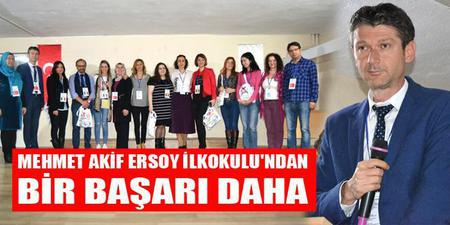 MEHMET AKİF ERSOY İLKOKULU'NDAN
BİR BAŞARI DAHA